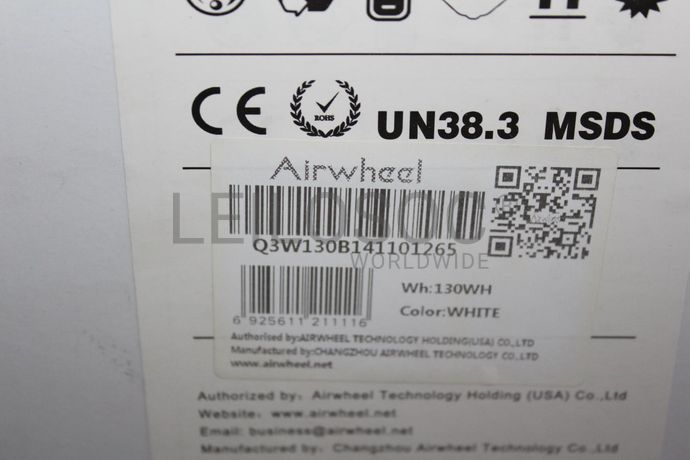 CE ROHS UN38.3 MSDS
Airwheel
LEILOSOC
Q3W130B141101265
WORLDWIDE
Wh:130WH
Color:WHITE
6 925611 211116
Authorised by:AIRWHEEL TECHNOLOGY HOLDING(USA) CO.,LTD
Manufactured by:CHANGZHOU AIRWHEEL TECHNOLOGY CO.,LTD
www.airwheel.net
Authorized by: Airwheel Technology Holding (USA) Co.,Ltd
Website: www.airwheel.net
Email: business@airwheel.net
Manufactured by: Changzhou Airwheel Technology Co.,Ltd